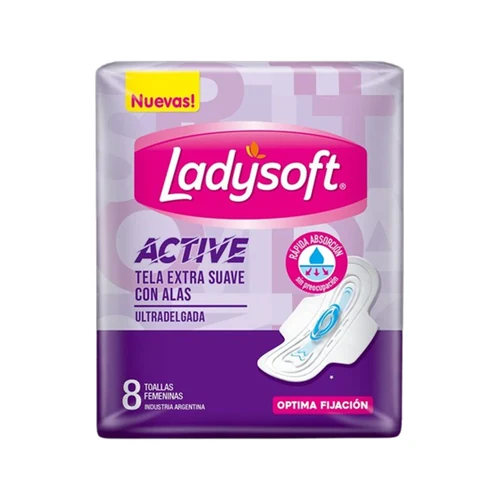 Nuevas!
Ladysoft®
ACTIVE
TELA EXTRA SUAVE
CON ALAS
ULTRADELGADA
RÁPIDA ABSORCIÓN
sin preocupación
8 TOALLAS
FEMENINAS
INDUSTRIA ARGENTINA
OPTIMA FIJACIÓN